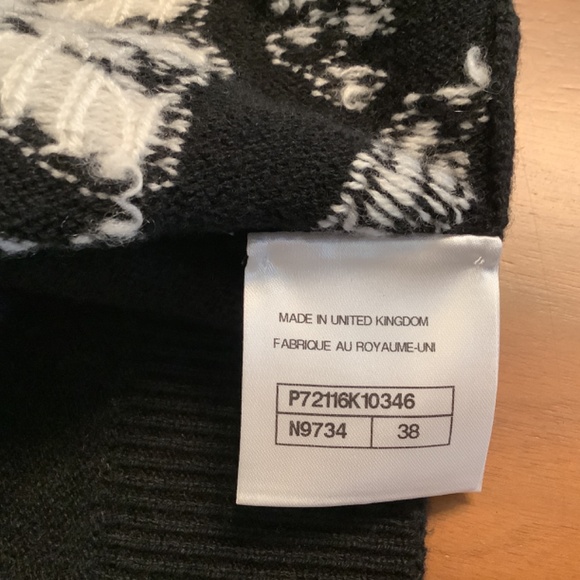 MADE IN UNITED KINGDOM
FABRIQUE AU ROYAUME-UNI
P72116K10346
N9734 38